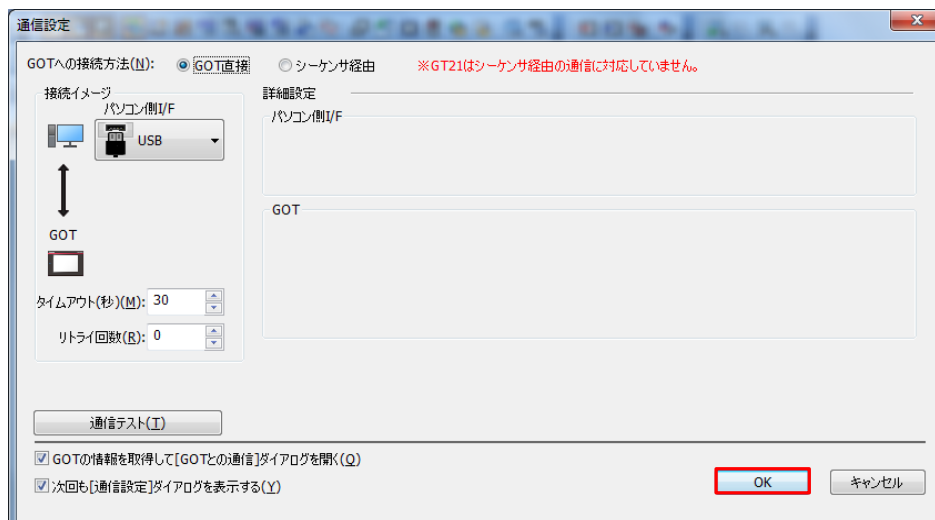 通信設定
GOTへの接続方法(N): GOT直接 シーケンサ経由 ※GT21はシーケンサ経由の通信に対応していません。
接続イメージ
パソコン側I/F
USB
GOT
タイムアウト(秒)(M): 30
リトライ回数(R): 0
詳細設定
パソコン側I/F
GOT
通信テスト(T)
GOTの情報を取得して[GOTとの通信]ダイアログを開く(Q)
次回も[通信設定]ダイアログを表示する(Y)
OK キャンセル